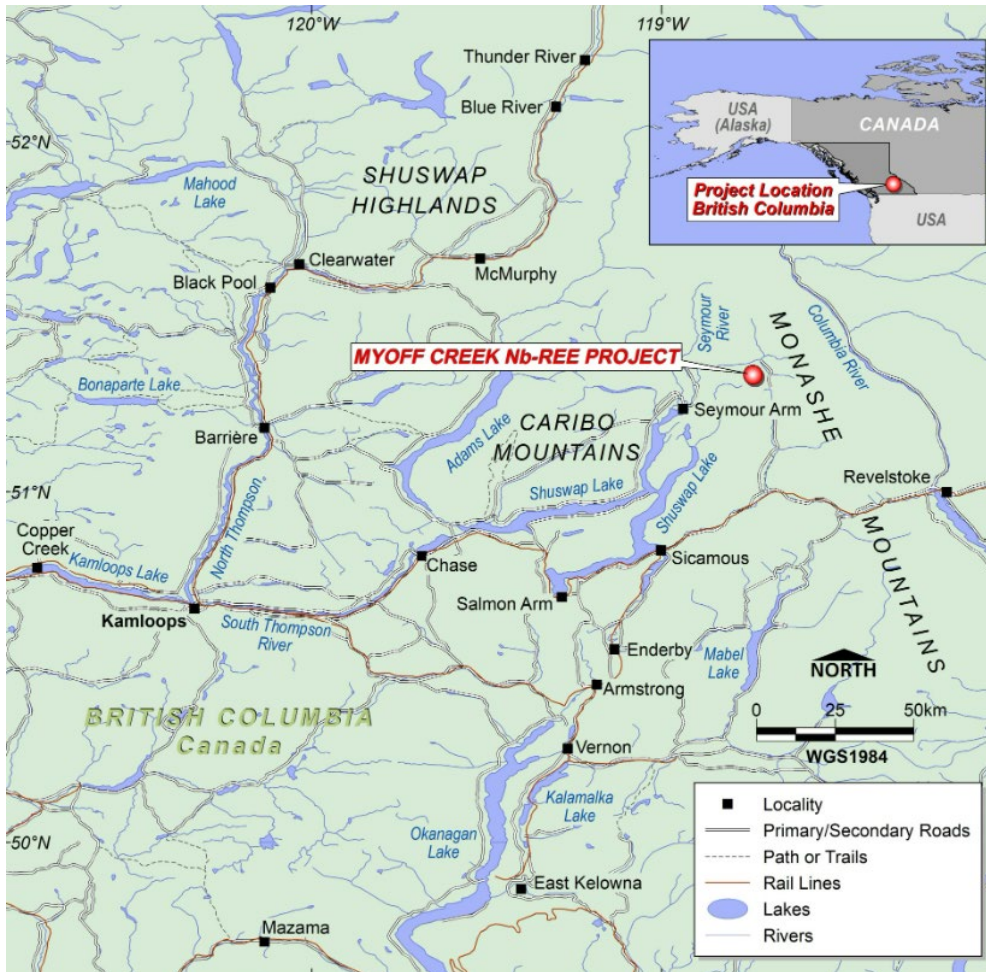 120°W
119°W
Thunder River
Blue River
USA
(Alaska)
CANADA
Project Location
British Columbia
USA
52°N
SHUSWAP
HIGHLANDS
Mahood
Lake
Clearwater
McMurphy
Black Pool
Seymour
River
MONASHE
Columbia
River
MYOFF CREEK Nb-REE PROJECT
Bonaparte Lake
Seymour Arm
Barrière
Adams Lake
CARIBO
MOUNTAINS
Shuswap Lake
Shuswap Lake
Revelstoke
51°N
North Thompson
Copper
Creek
Kamloops Lake
Chase
Sicamous
MOUNTAINS
Salmon Arm
Kamloops
South Thompson
River
Enderby
Mabel
Lake
NORTH
Armstrong
0 25 50km
WGS1984
BRITISH COLUMBIA
Canada
Vernon
Kalamalka
Lake
Okanagan
Lake
50°N
East Kelowna
Mazama
Locality
Primary/Secondary Roads
Path or Trails
Rail Lines
Lakes
Rivers